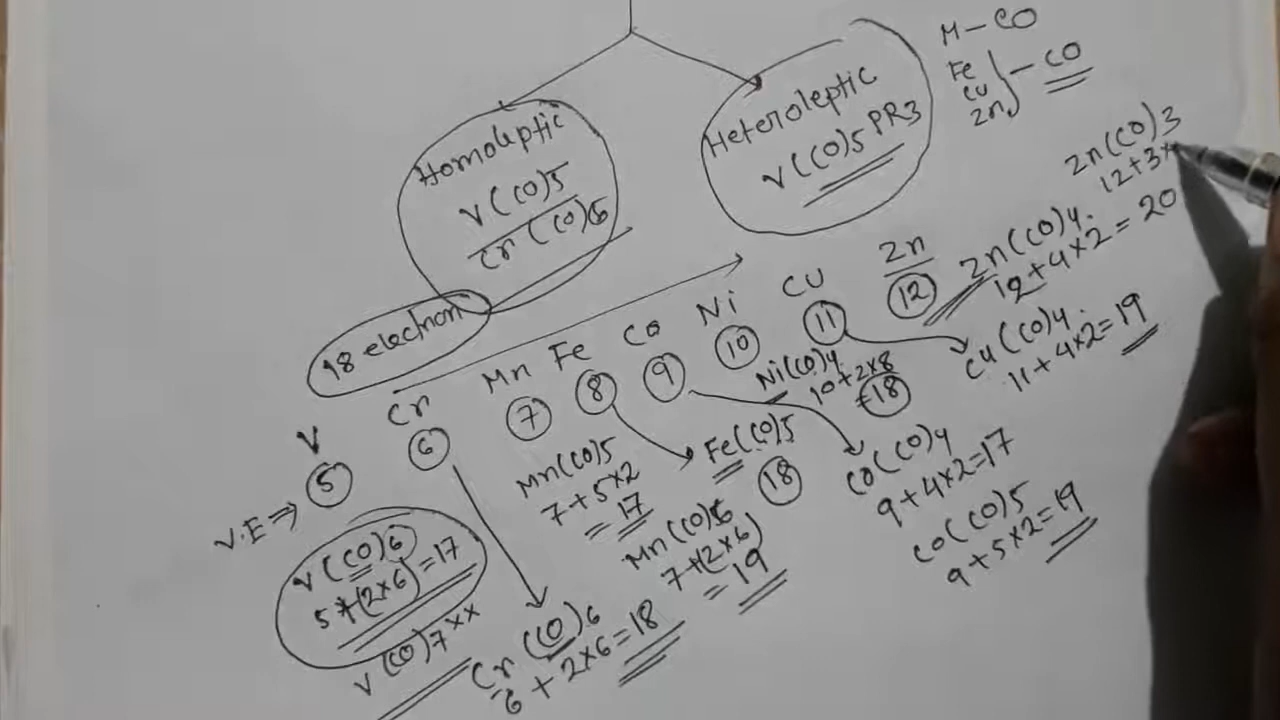 Homoleptic
V(CO)5
Cr(CO)6
Heteroleptic
V(CO)5 PR3
M-CO
Fe
Cu
Zn
-CO
18 electron
V.E ⇒
V
5
Cr
6
Mn
7
Fe
8
Co
9
Ni
10
Cu
11
Zn
12
V(CO)6
5+(2×6)=17
V(CO)7××
Cr(CO)6
6+2×6=18
Mn(CO)5
7+5×2
=17
Mn(CO)6
7+(2×6)
=19
Fe(CO)5
18
Ni(CO)4
10+2×8
=18
Co(CO)4
9+4×2=17
Co(CO)5
9+5×2=19
Cu(CO)4.
11+4×2=19
Zn(CO)4.
12+4×2=20
Zn(CO)3
12+3×